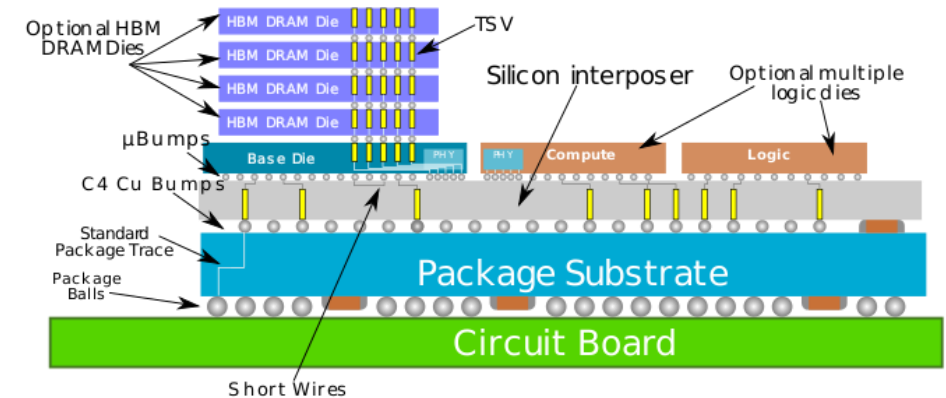 Optional HBM
DRAM Dies
HBM DRAM Die
HBM DRAM Die
HBM DRAM Die
HBM DRAM Die
TSV
Silicon interposer
Optional multiple
logic dies
µBumps
Base Die
PHY
PHY
Compute
Logic
C4 Cu Bumps
Standard
Package Trace
Package
Balls
Package Substrate
Circuit Board
Short Wires